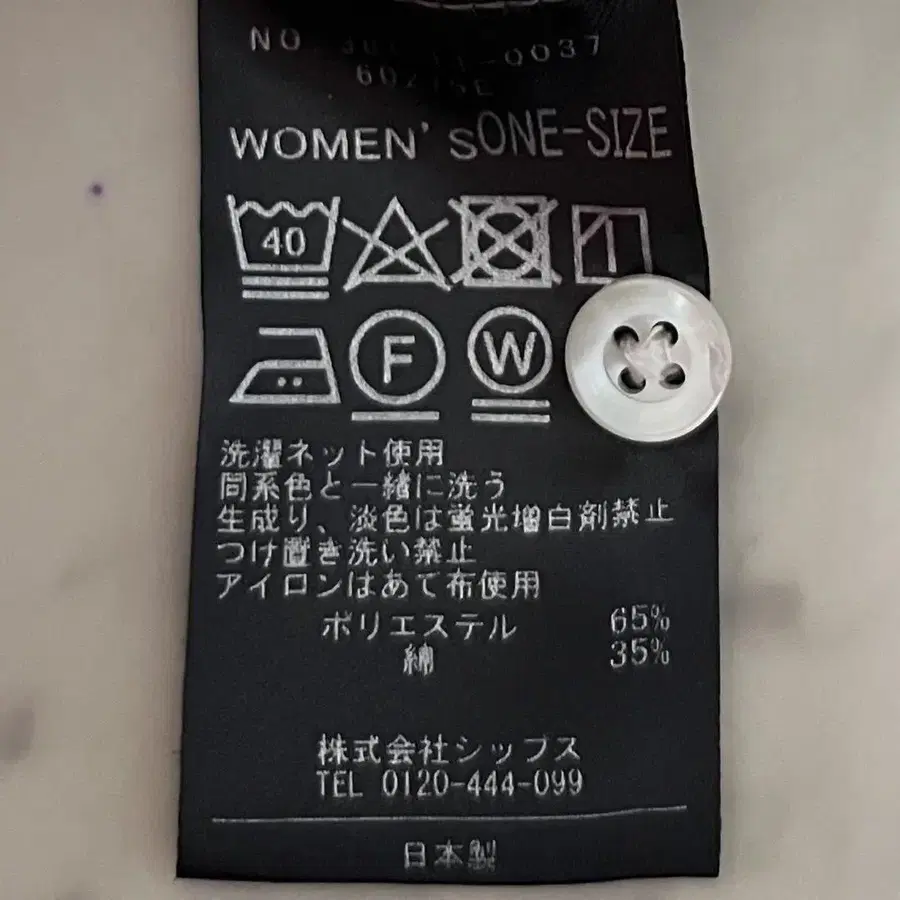 NO 0037
WOMEN'S ONE-SIZE
40
F W
洗濯ネット使用
同系色と一緒に洗う
生成り、淡色は蛍光増白剤禁止
つけ置き洗い禁止
アイロンはあて布使用
ポリエステル 65%
綿 35%
株式会社シップス
TEL 0120-444-099
日本製